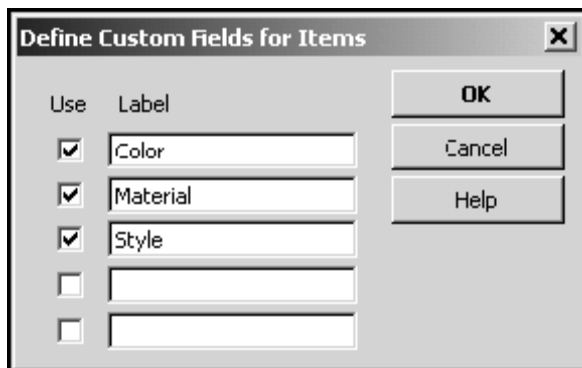 Define Custom Fields for Items
Use Label
OK
Color
Cancel
Material
Help
Style